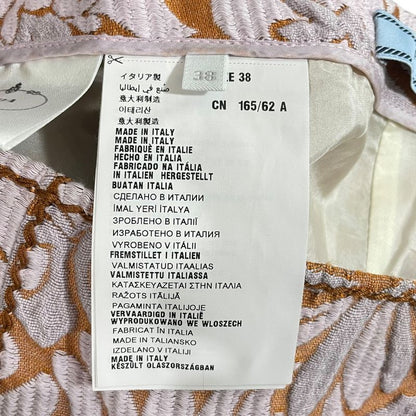 38
E 38
CN 165/62 A
イタリア製
صنع في إيطاليا
意大利制造
이태리산
意大利製造
MADE IN ITALY
MADE IN ITALY
FABRIQUÉ EN ITALIE
HECHO EN ITALIA
FABRICADO NA ITÁLIA
IN ITALIEN HERGESTELLT
BUATAN ITALIA
СДЕЛАНО В ИТАЛИИ
İMAL YERİ İTALYA
ЗРОБЛЕНО В ІТАЛІЇ
ИЗРАБОТЕНО В ИТАЛИЯ
VYROBENO V ITÁLII
FREMSTILLET I ITALIEN
VALMISTATUD ITAALIAS
VALMISTETTU ITALIASSA
ΚΑΤΑΣΚΕΥΑΖΕΤΑΙ ΣΤΗΝ ΙΤΑΛΙΑ
RAŽOTS ITĀLIJĀ
PAGAMINTA ITALIJOJE
VERVAARDIGD IN ITALIË
WYPRODUKOWANO WE WLOSZECH
FABRICAT ÎN ITALIA
MADE IN TALIANSKO
IZDELANO V ITALIJI
MADE IN ITALY
KÉSZÜLT OLASZORSZÁGBAN